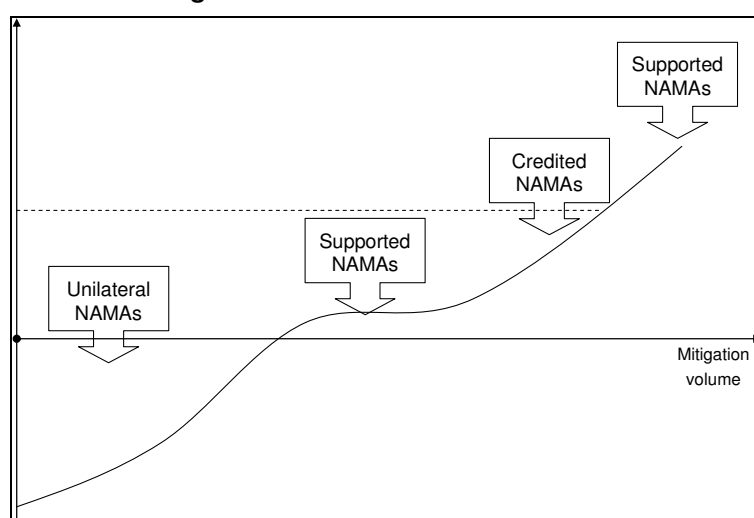 Supported
NAMAs
Credited
NAMAs
Supported
NAMAs
Unilateral
NAMAs
Mitigation
volume